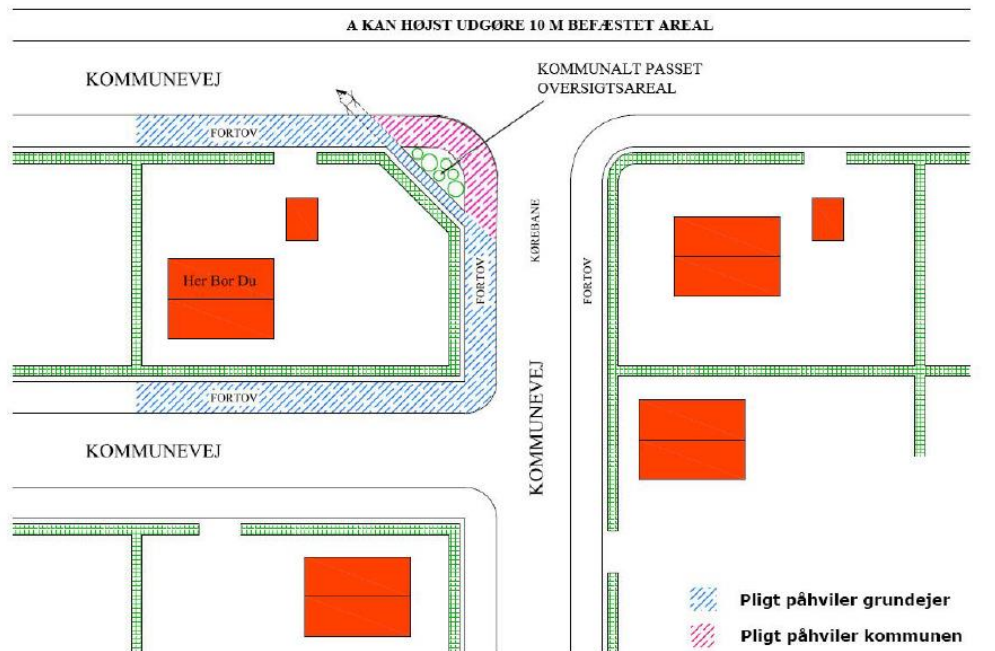 A KAN HØJST UDGØRE 10 M BEFÆSTET AREAL
KOMMUNEVEJ
KOMMUNALT PASSET
OVERSIGTSAREAL
FORTOV
KØREBANE
Her Bor Du
FORTOV
FORTOV
KOMMUNEVEJ
FORTOV
KOMMUNEVEJ
Pligt påhviler grundejer
Pligt påhviler kommunen